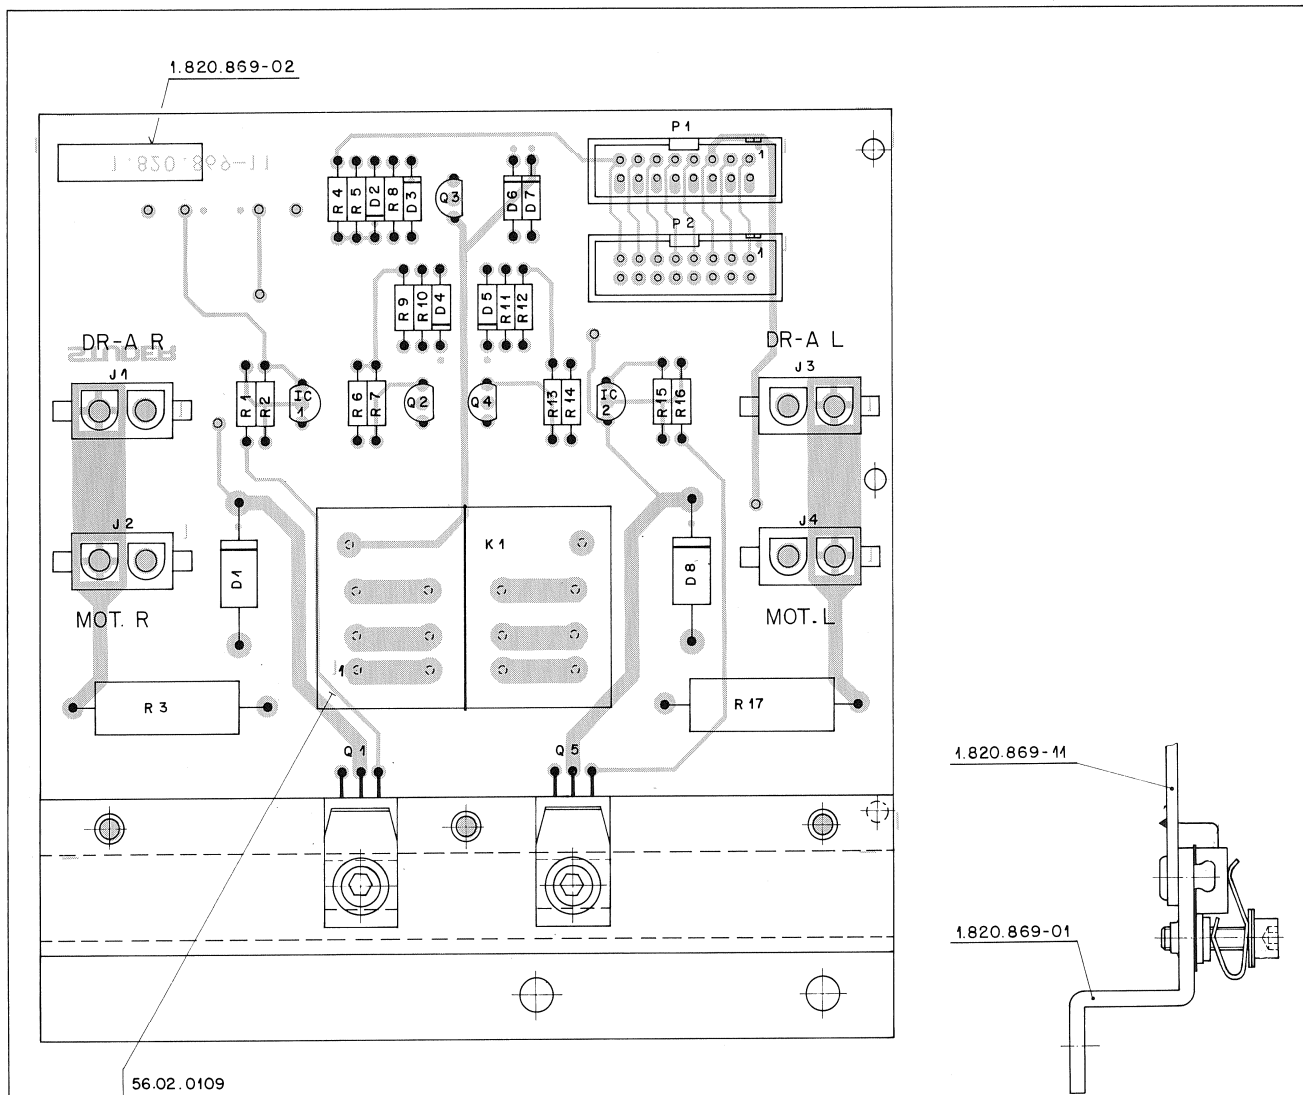 1.820.869-02
P1
1.820.869-11
1
R4
R5
D2
R8
D3
Q3
D6
D7
P2
1
R9
R10
D4
D5
R11
R12
DR-A R
STUDER
DR-A L
J1
J3
R1
R2
IC
1
R6
R7
Q2
Q4
R13
R14
IC
2
R15
R16
J2
J4
K1
D1
D8
MOT. R
MOT. L
1
R3
R17
Q1
Q5
1.820.869-11
1.820.869-01
56.02.0109